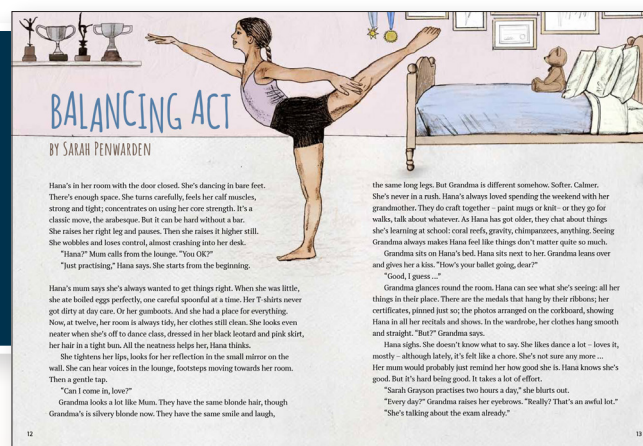 BALANCING ACT
BY SARAH PENWARDEN
Hana's in her room with the door closed. She's dancing in bare feet.
There's enough space. She turns carefully, feels her calf muscles,
strong and tight; concentrates on using her core strength. It's a
classic move, the arabesque. But it can be hard without a bar.
She raises her right leg and pauses. Then she raises it higher still.
She wobbles and loses control, almost crashing into her desk.
"Hana?" Mum calls from the lounge. "You OK?"
"Just practising," Hana says. She starts from the beginning.
Hana's mum says she's always wanted to get things right. When she was little,
she ate boiled eggs perfectly, one careful spoonful at a time. Her T-shirts never
got dirty at day care. Or her gumboots. And she had a place for everything.
Now, at twelve, her room is always tidy, her clothes still clean. She looks even
neater when she's off to dance class, dressed in her black leotard and pink skirt,
her hair in a tight bun. All the neatness helps her, Hana thinks.
She tightens her lips, looks for her reflection in the small mirror on the
wall. She can hear voices in the lounge, footsteps moving towards her room.
Then a gentle tap.
"Can I come in, love?"
Grandma looks a lot like Mum. They have the same blonde hair, though
Grandma's is silvery blonde now. They have the same smile and laugh,
12
the same long legs. But Grandma is different somehow. Softer. Calmer.
She's never in a rush. Hana's always loved spending the weekend with her
grandmother. They do craft together – paint mugs or knit– or they go for
walks, talk about whatever. As Hana has got older, they chat about things
she's learning at school: coral reefs, gravity, chimpanzees, anything. Seeing
Grandma always makes Hana feel like things don't matter quite so much.
Grandma sits on Hana's bed. Hana sits next to her. Grandma leans over
and gives her a kiss. "How's your ballet going, dear?"
"Good, I guess ..."
Grandma glances round the room. Hana can see what she's seeing: all her
things in their place. There are the medals that hang by their ribbons; her
certificates, pinned just so; the photos arranged on the corkboard, showing
Hana in all her recitals and shows. In the wardrobe, her clothes hang smooth
and straight. "But?" Grandma says.
Hana sighs. She doesn't know what to say. She likes dance a lot – loves it,
mostly – although lately, it's felt like a chore. She's not sure any more ...
Her mum would probably just remind her how good she is. Hana knows she's
good. But it's hard being good. It takes a lot of effort.
"Sarah Grayson practises two hours a day," she blurts out.
"Every day?" Grandma raises her eyebrows. "Really? That's an awful lot."
"She's talking about the exam already."
13